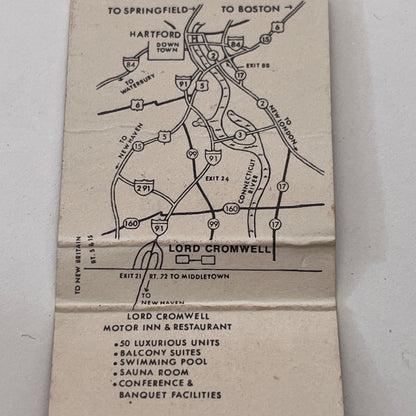 TO SPRINGFIELD→
TO BOSTON→
HARTFORD
DOWN
TOWN
84
84
6
15
2
EXIT 88
17
TO WATERBURY
91
5
2
6
TO NEW LONDON
TO NEW HAVEN
15
5
3
99
91
EXIT 24
CONNECTICUT
RIVER
17
17
291
160
160
91
99
LORD CROMWELL
TO NEW BRITAIN
RT. 5 & 15
EXIT 21
RT. 72 TO MIDDLETOWN
TO
NEW HAVEN
LORD CROMWELL
MOTOR INN & RESTAURANT
•50 LUXURIOUS UNITS
•BALCONY SUITES
•SWIMMING POOL
•SAUNA ROOM
•CONFERENCE &
BANQUET FACILITIES